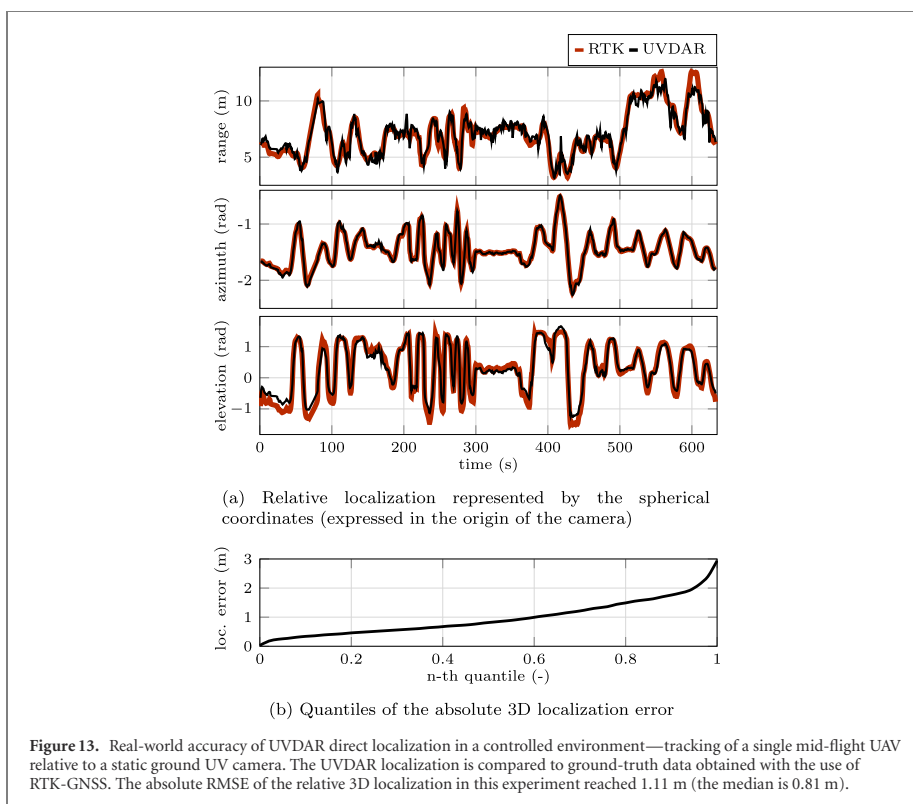 RTK UVDAR
10
5
range (m)
-1
-2
azimuth (rad)
1
0
−1
elevation (rad)
0 100 200 300 400 500 600
time (s)
(a) Relative localization represented by the spherical
coordinates (expressed in the origin of the camera)
3
2
1
0
loc. error (m)
0 0.2 0.4 0.6 0.8 1
n-th quantile (-)
(b) Quantiles of the absolute 3D localization error
Figure 13. Real-world accuracy of UVDAR direct localization in a controlled environment—tracking of a single mid-flight UAV
relative to a static ground UV camera. The UVDAR localization is compared to ground-truth data obtained with the use of
RTK-GNSS. The absolute RMSE of the relative 3D localization in this experiment reached 1.11 m (the median is 0.81 m).